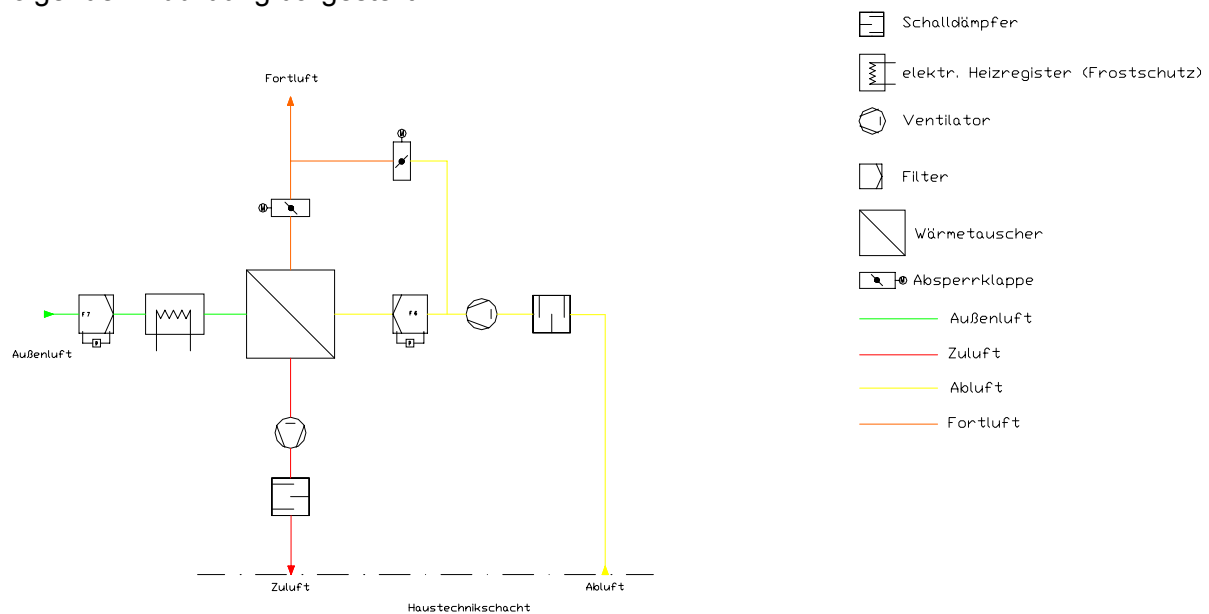 Schalldämpfer
elektr. Heizregister (Frostschutz)
Fortluft
Ventilator
M
Filter
M
Wärmetauscher
M Absperrklappe
F7
F6
Außenluft
P
P
Außenluft
Zuluft
Abluft
Fortluft
Zuluft
Abluft
Haustechnikschacht